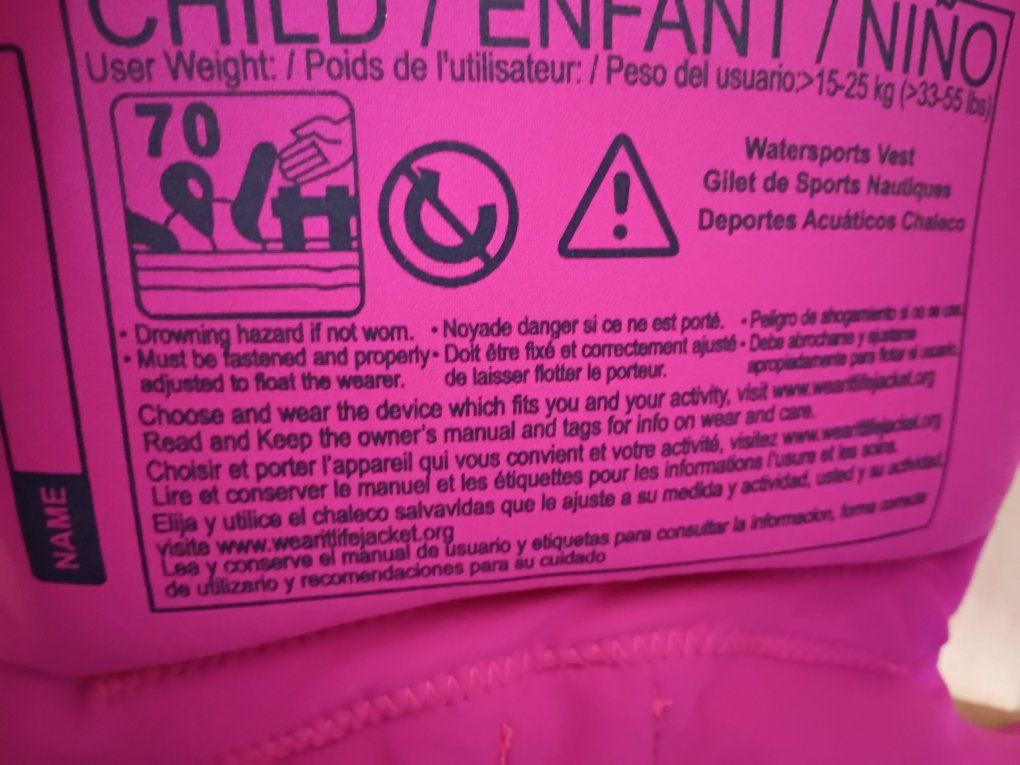 CHILD / ENFANT / NIÑO
User Weight: / Poids de l'utilisateur: / Peso del usuario:>15-25 kg (>33-55 lbs)
70
Watersports Vest
Gilet de Sports Nautiques
Deportes Acuáticos Chaleco
• Drowning hazard if not worn.
• Must be fastened and properly
adjusted to float the wearer.
• Noyade danger si ce ne est porté.
• Doit être fixé et correctement ajusté
de laisser flotter le porteur.
• Peligro de ahogamiento si no se usa.
• Debe abrocharse y ajustarse
apropiadamente para flotar el usuario.
Choose and wear the device which fits you and your activity, visit www.wearitlifejacket.org
Read and Keep the owner's manual and tags for info on wear and care.
Choisir et porter l'appareil qui vous convient et votre activité, visitez www.wearitlifejacket.org
Lire et conserver le manuel et les étiquettes pour les informations l'usure et les soins.
Elija y utilice el chaleco salvavidas que le ajuste a su medida y actividad, usted y su actividad,
visite www.wearitlifejacket.org
Lea y conserve el manual de usuario y etiquetas para consultar la informacion, forma correcta
de utilizario y recomendaciones para su cuidado
NAME